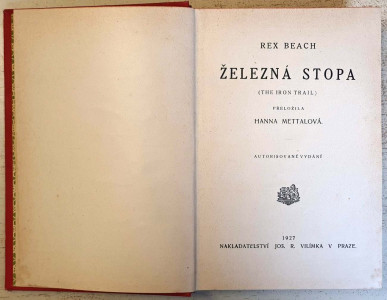 REX BEACH
ŽELEZNÁ STOPA
(THE IRON TRAIL)
PŘELOŽILA
HANNA METTALOVÁ
AUTORISOVANÉ VYDÁNÍ
1927
NAKLADATELSTVÍ JOS. R. VILÍMKA V PRAZE.